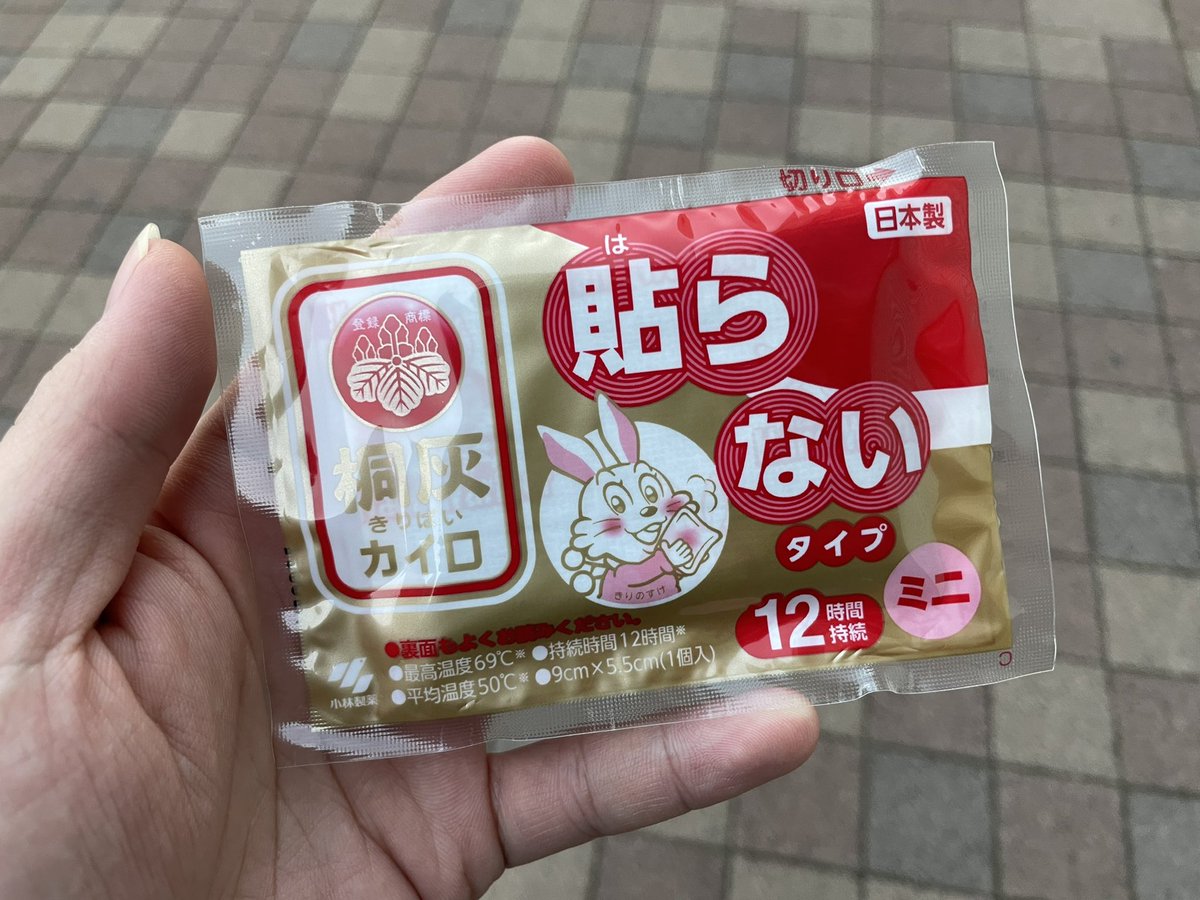 切り口
日本製
は
貼ら
ない
タイプ
ミニ
12時間
持続
登録 商標
桐灰
きりばい
カイロ
きりのすけ
●裏面もよくお読みください。
●最高温度69℃※ ●持続時間12時間※
●平均温度50℃※ ●9cm×5.5cm(1個入)
小林製薬